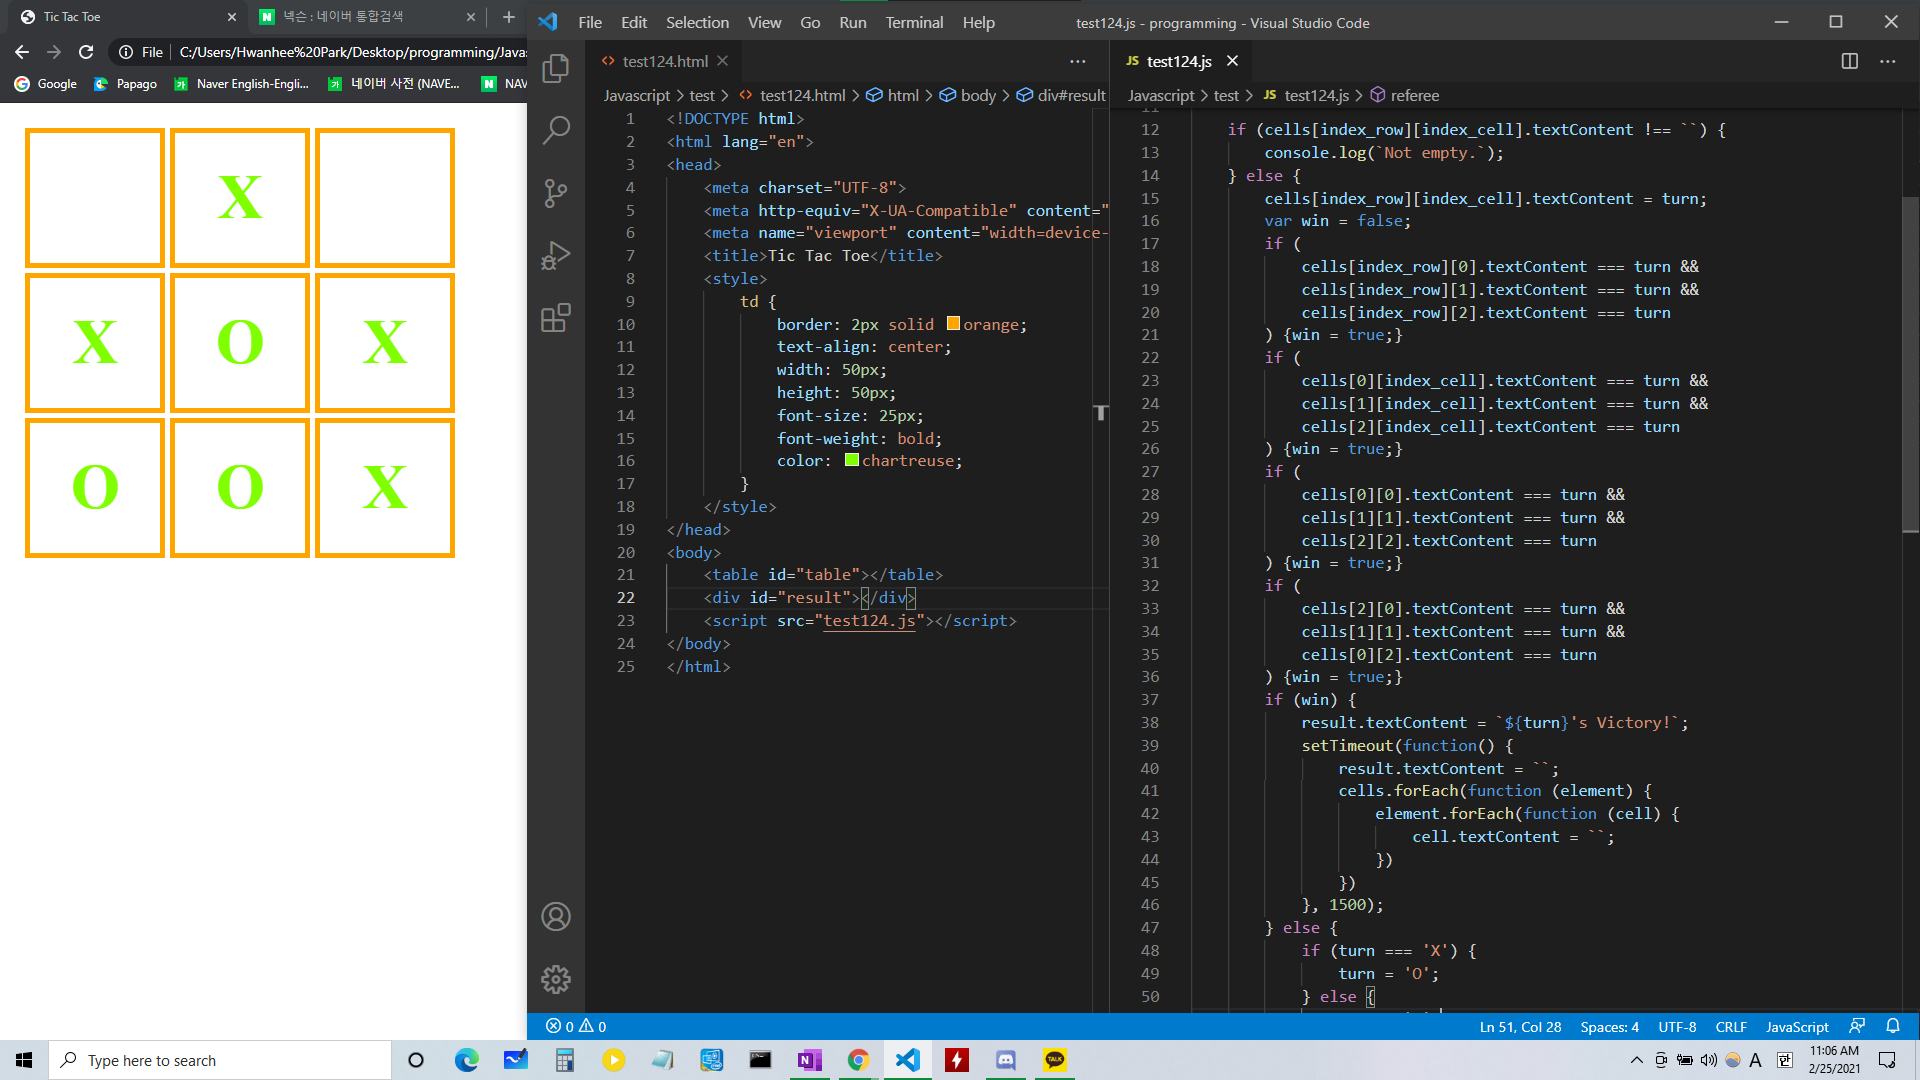 Tic Tac Toe
넥슨 : 네이버 통합검색
File
C:/Users/Hwanhee%20Park/Desktop/programming/Javas
Google
Papago
Naver English-Engli...
네이버 사전 (NAVE...
NAV
X
X O X
O O X
File Edit Selection View Go Run Terminal Help
test124.js - programming - Visual Studio Code
test124.html
Javascript > test > test124.html > html > body > div#result
1 <!DOCTYPE html>
2 <html lang="en">
3 <head>
4 <meta charset="UTF-8">
5 <meta http-equiv="X-UA-Compatible" content="
6 <meta name="viewport" content="width=device-
7 <title>Tic Tac Toe</title>
8 <style>
9 td {
10 border: 2px solid orange;
11 text-align: center;
12 width: 50px;
13 height: 50px;
14 font-size: 25px;
15 font-weight: bold;
16 color: chartreuse;
17 }
18 </style>
19 </head>
20 <body>
21 <table id="table"></table>
22 <div id="result"></div>
23 <script src="test124.js"></script>
24 </body>
25 </html>
JS test124.js
Javascript > test > JS test124.js > referee
12 if (cells[index_row][index_cell].textContent !== ``) {
13 console.log(`Not empty.`);
14 } else {
15 cells[index_row][index_cell].textContent = turn;
16 var win = false;
17 if (
18 cells[index_row][0].textContent === turn &&
19 cells[index_row][1].textContent === turn &&
20 cells[index_row][2].textContent === turn
21 ) {win = true;}
22 if (
23 cells[0][index_cell].textContent === turn &&
24 cells[1][index_cell].textContent === turn &&
25 cells[2][index_cell].textContent === turn
26 ) {win = true;}
27 if (
28 cells[0][0].textContent === turn &&
29 cells[1][1].textContent === turn &&
30 cells[2][2].textContent === turn
31 ) {win = true;}
32 if (
33 cells[2][0].textContent === turn &&
34 cells[1][1].textContent === turn &&
35 cells[0][2].textContent === turn
36 ) {win = true;}
37 if (win) {
38 result.textContent = `${turn}'s Victory!`;
39 setTimeout(function() {
40 result.textContent = ``;
41 cells.forEach(function (element) {
42 element.forEach(function (cell) {
43 cell.textContent = ``;
44 })
45 })
46 }, 1500);
47 } else {
48 if (turn === 'X') {
49 turn = 'O';
50 } else {
0 0
Ln 51, Col 28
Spaces: 4
UTF-8
CRLF
JavaScript
Type here to search
TALK
A
한
11:06 AM
2/25/2021